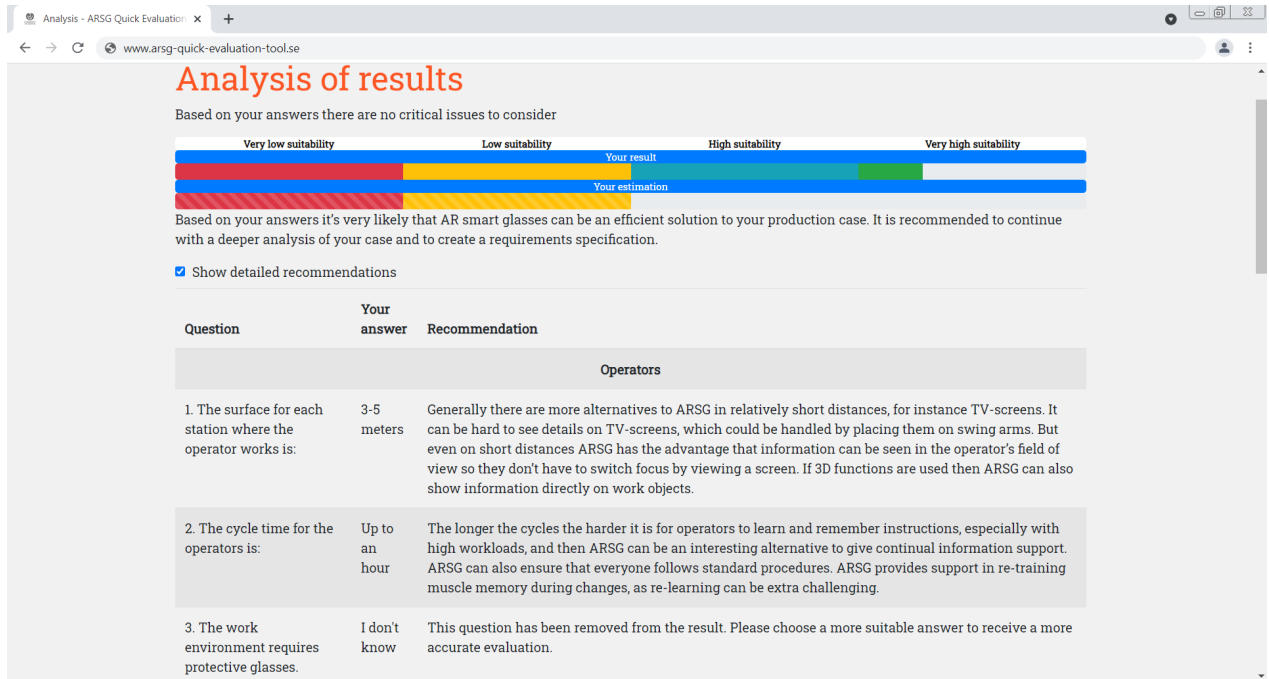 Analysis - ARSG Quick Evaluation
www.arsg-quick-evaluation-tool.se
Analysis of results
Based on your answers there are no critical issues to consider
Very low suitability Low suitability High suitability Very high suitability
Your result
Your estimation
Based on your answers it's very likely that AR smart glasses can be an efficient solution to your production case. It is recommended to continue
with a deeper analysis of your case and to create a requirements specification.
Show detailed recommendations
Question Your answer Recommendation
Operators
1. The surface for each
station where the
operator works is:
3-5
meters
Generally there are more alternatives to ARSG in relatively short distances, for instance TV-screens. It
can be hard to see details on TV-screens, which could be handled by placing them on swing arms. But
even on short distances ARSG has the advantage that information can be seen in the operator's field of
view so they don't have to switch focus by viewing a screen. If 3D functions are used then ARSG can also
show information directly on work objects.
2. The cycle time for the
operators is:
Up to
an
hour
The longer the cycles the harder it is for operators to learn and remember instructions, especially with
high workloads, and then ARSG can be an interesting alternative to give continual information support.
ARSG can also ensure that everyone follows standard procedures. ARSG provides support in re-training
muscle memory during changes, as re-learning can be extra challenging.
3. The work
environment requires
protective glasses.
I don't
know
This question has been removed from the result. Please choose a more suitable answer to receive a more
accurate evaluation.